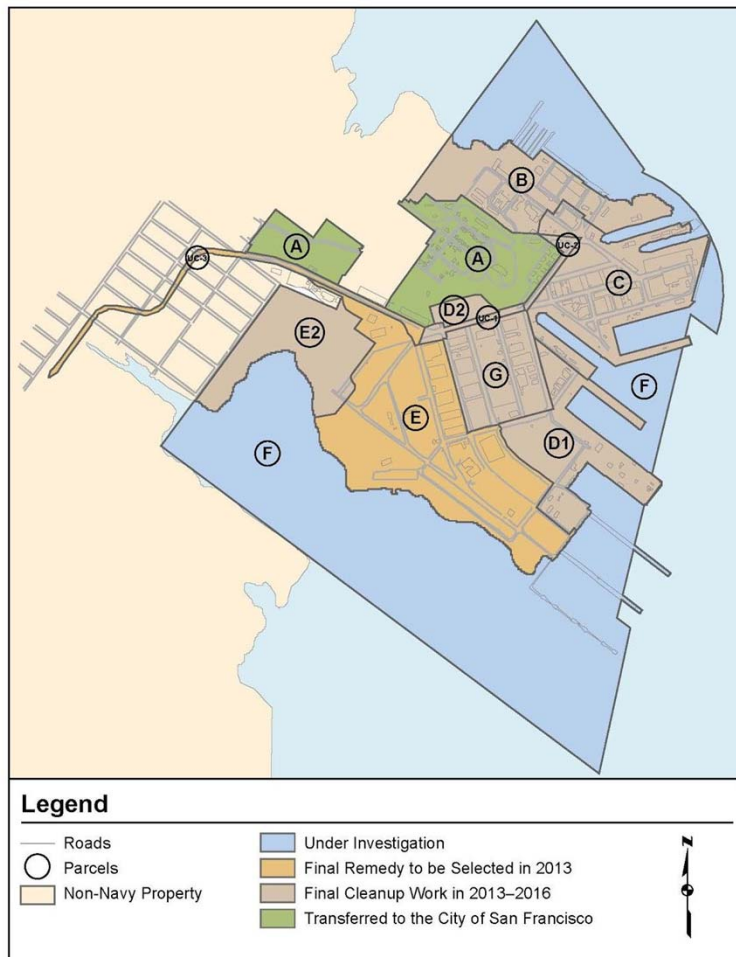 B
A
UC-2
UC-3
A
C
D2
UC-1
E2
G
F
E
D1
F
Legend
Roads
Parcels
Non-Navy Property
Under Investigation
Final Remedy to be Selected in 2013
Final Cleanup Work in 2013–2016
Transferred to the City of San Francisco
N